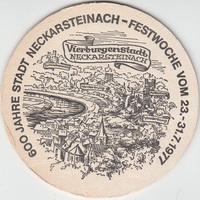 600 JAHRE STADT NECKARSTEINACH - FESTWOCHE VOM 23.-31.7.1977
Vierburgenstadt
NECKARSTEINACH